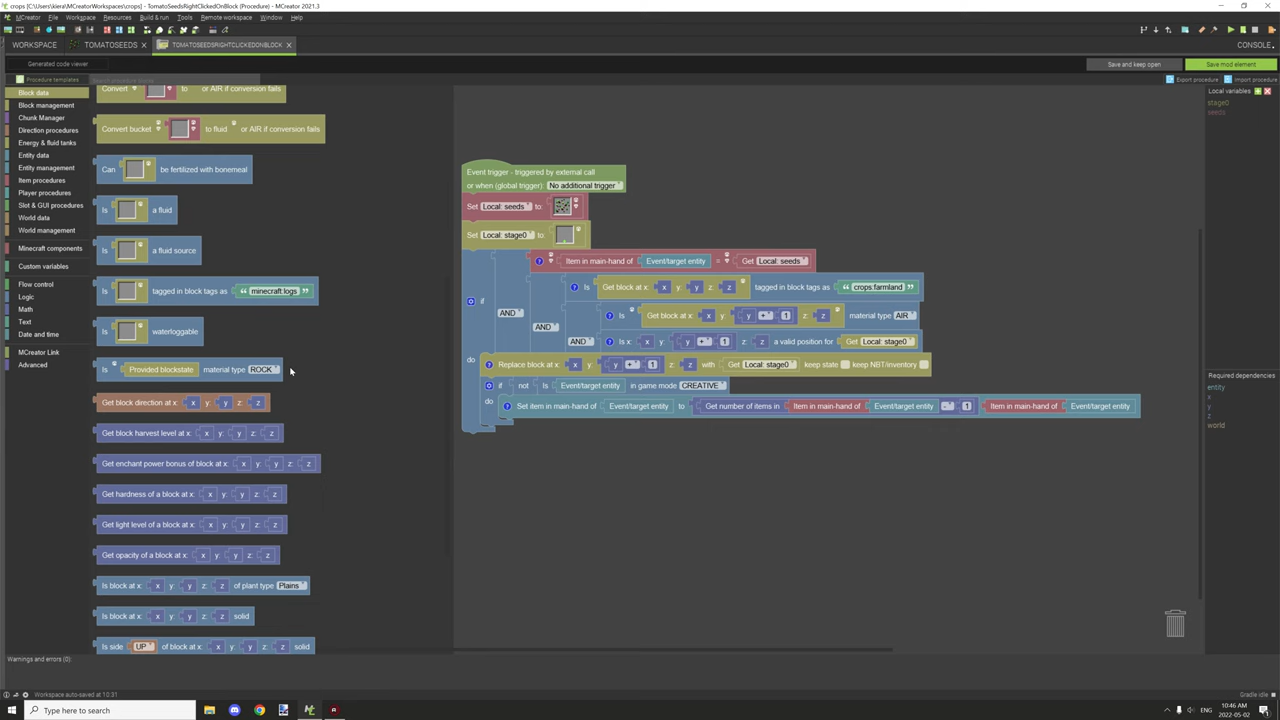 crops [C:\Users\kiera\MCreatorWorkspaces\crops] - TomatoSeedsRightClickedOnBlock (Procedure) - MCreator 2021.3
MCreator File Workspace Resources Build & run Tools Remote workspace Window Help
WORKSPACE TOMATOSEEDS TOMATOSEEDSRIGHTCLICKEDONBLOCK CONSOLE
Generated code viewer Save and keep open Save mod element
Procedure templates Search procedure blocks Export procedure Import procedure
Block data
Block management
Chunk Manager
Direction procedures
Energy & fluid tanks
Entity data
Entity management
Item procedures
Player procedures
Slot & GUI procedures
World data
World management
Minecraft components
Custom variables
Flow control
Logic
Math
Text
Date and time
MCreator Link
Advanced
Convert to or AIR if conversion fails
Convert bucket to fluid or AIR if conversion fails
Can be fertilized with bonemeal
Is a fluid
Is a fluid source
Is tagged in block tags as “ minecraft:logs ”
Is waterloggable
Is Provided blockstate material type ROCK
Get block direction at x: x y: y z: z
Get block harvest level at x: x y: y z: z
Get enchant power bonus of block at x: x y: y z: z
Get hardness of a block at x: x y: y z: z
Get light level of a block at x: x y: y z: z
Get opacity of a block at x: x y: y z: z
Is block at x: x y: y z: z of plant type Plains
Is block at x: x y: y z: z solid
Is side UP of block at x: x y: y z: z solid
Event trigger - triggered by external call
or when (global trigger): No additional trigger
Set Local: seeds to:
Set Local: stage0 to
if Item in main-hand of Event/target entity = Get Local: seeds
AND Is Get block at x: x y: y z: z tagged in block tags as “ crops:farmland ”
AND Is Get block at x: x y: y + 1 z: z material type AIR
AND Is x: x y: y + 1 z: z a valid position for Get Local: stage0
do Replace block at x: x y: y + 1 z: z with Get Local: stage0 keep state keep NBT/inventory
if not Is Event/target entity in game mode CREATIVE
do Set item in main-hand of Event/target entity to Get number of items in Item in main-hand of Event/target entity - 1 Item in main-hand of Event/target entity
Local variables
stage0
seeds
Required dependencies
entity
x
y
z
world
Warnings and errors (0):
Workspace auto-saved at 10:31 Gradle idle
Type here to search ENG 10:46 AM
2022-05-02